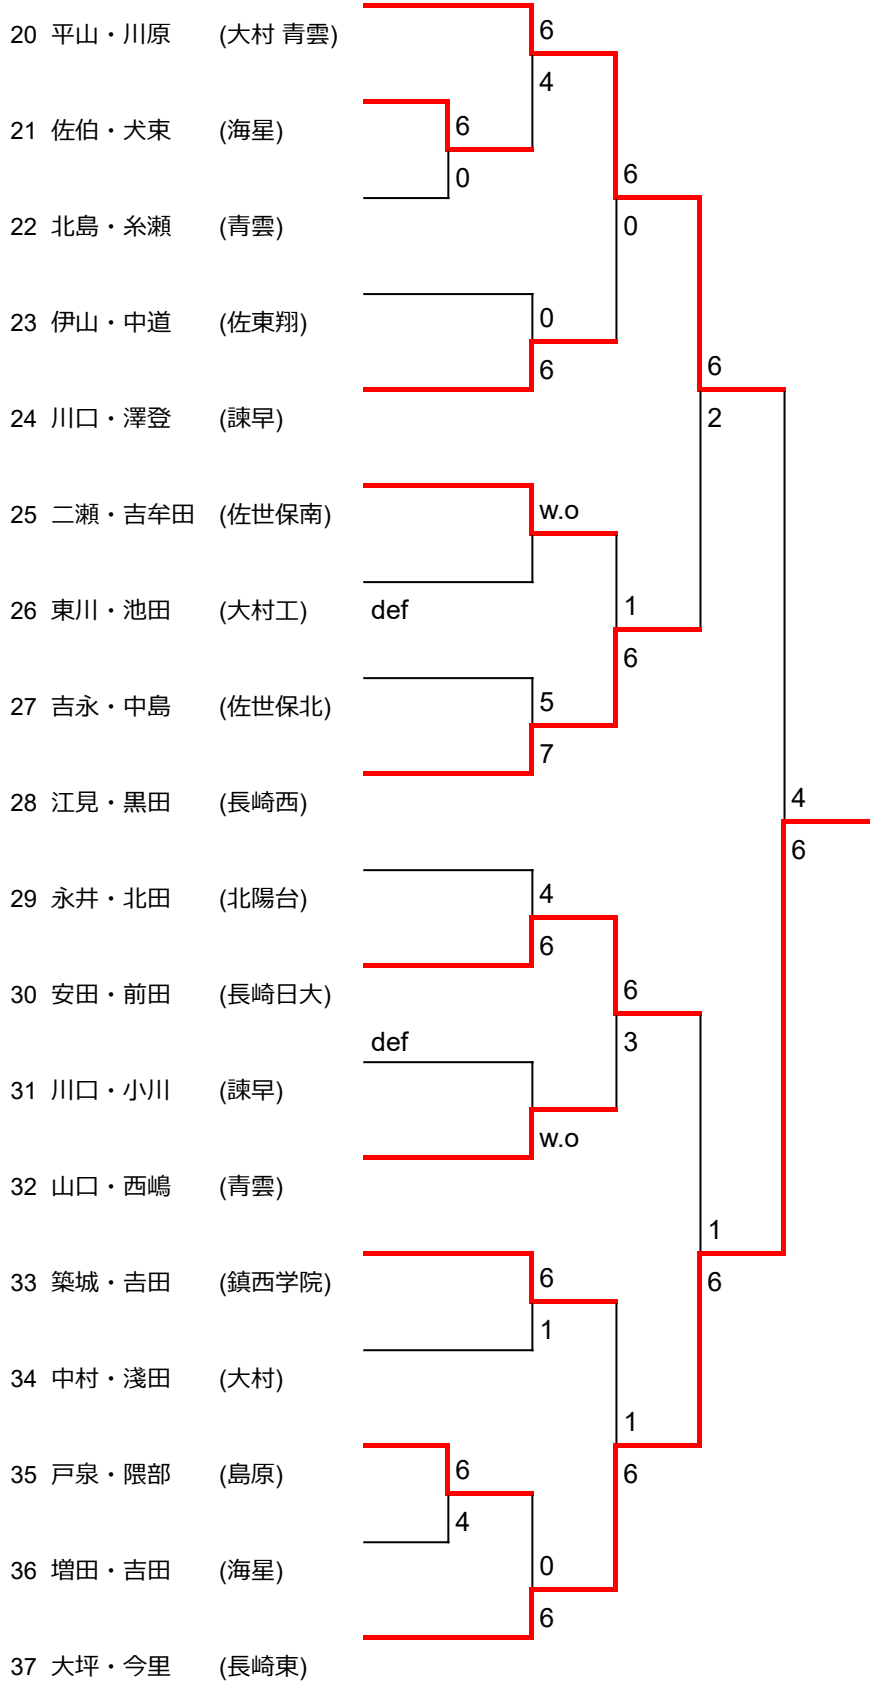 20 平山・川原 (大村 青雲)
6
4
21 佐伯・犬束 (海星)
6
0
6
22 北島・糸瀬 (青雲)
0
23 伊山・中道 (佐東翔)
0
6
6
24 川口・澤登 (諫早)
2
25 二瀬・吉牟田 (佐世保南)
w.o
26 東川・池田 (大村工)
def
1
6
27 吉永・中島 (佐世保北)
5
7
28 江見・黒田 (長崎西)
4
6
29 永井・北田 (北陽台)
4
6
30 安田・前田 (長崎日大)
6
def
3
31 川口・小川 (諫早)
w.o
32 山口・西嶋 (青雲)
1
33 築城・吉田 (鎮西学院)
6
6
1
34 中村・淺田 (大村)
1
35 戸泉・隈部 (島原)
6
6
4
36 増田・吉田 (海星)
0
6
37 大坪・今里 (長崎東)